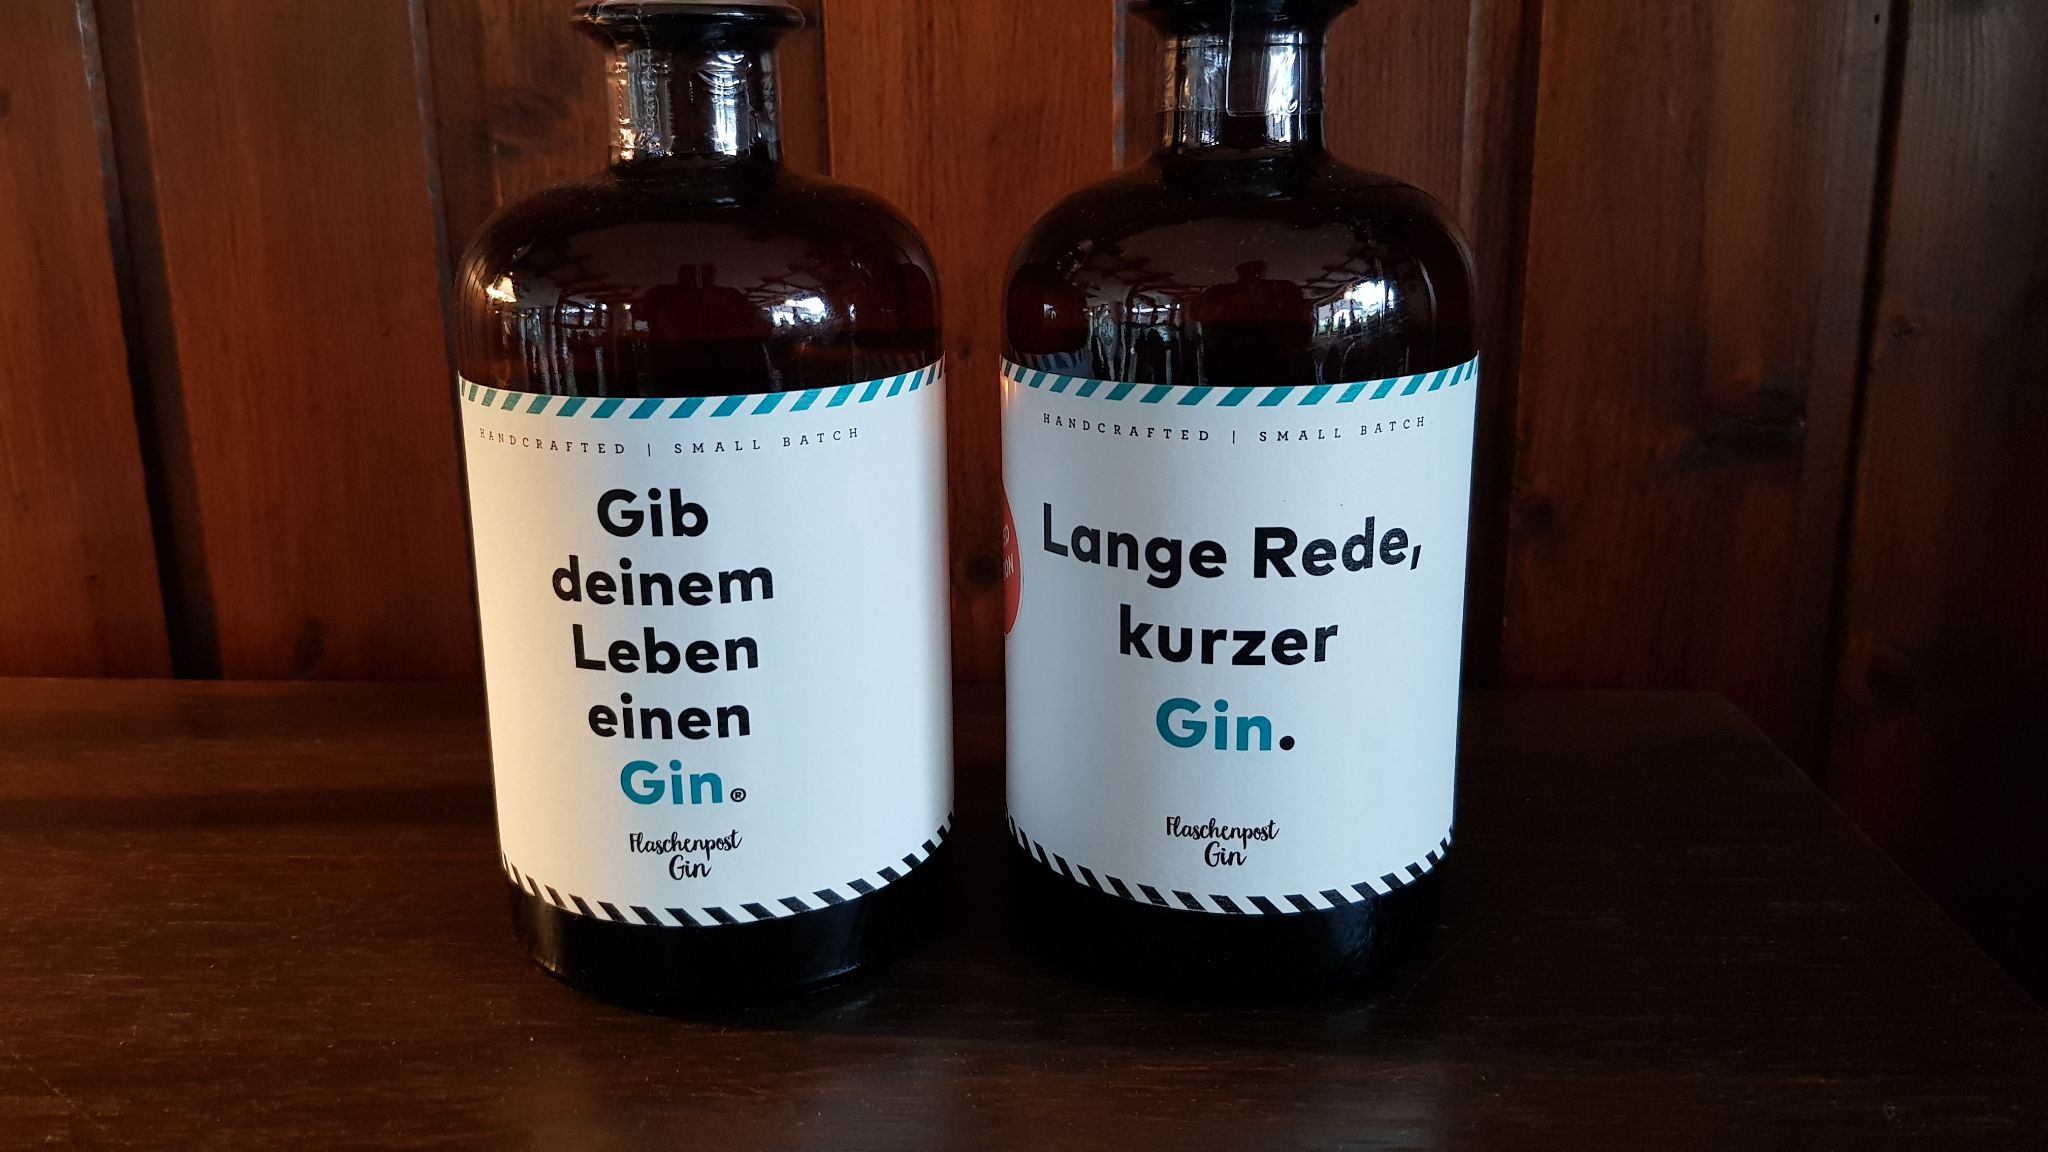 HANDCRAFTED | SMALL BATCH
Gib
deinem
Leben
einen
Gin®
Flaschenpost
Gin
HANDCRAFTED | SMALL BATCH
Lange Rede,
kurzer
Gin.
Flaschenpost
Gin